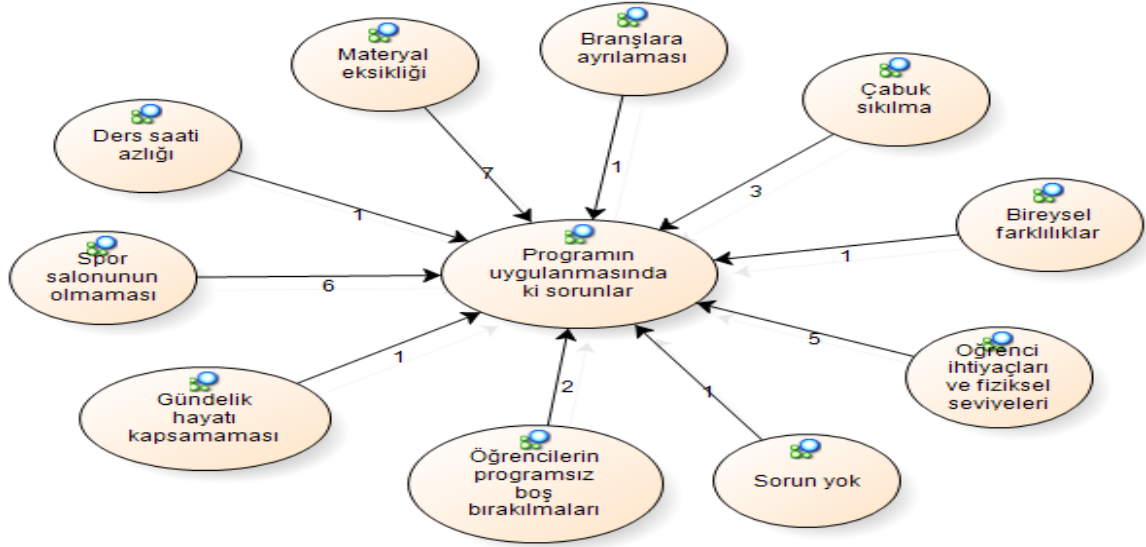 Materyal
eksikliği
7
Branşlara
ayrılaması
1
Çabuk
sıkılma
3
Ders saati
azlığı
1
Bireysel
farklılıklar
1
Spor
salonunun
olmaması
6
Programın
uygulanmasında
ki sorunlar
Öğrenci
ihtiyaçları
ve fiziksel
seviyeleri
5
Gündelik
hayatı
kapsamaması
1
Öğrencilerin
programsız
boş
bırakılmaları
2
Sorun yok
1